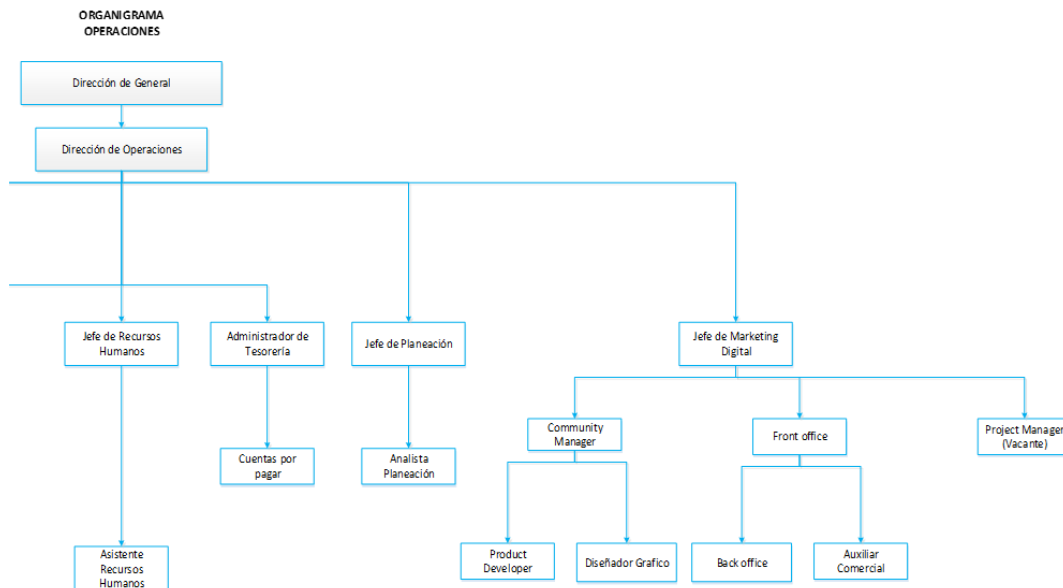 ORGANIGRAMA
OPERACIONES
Dirección de General
Dirección de Operaciones
Jefe de Recursos
Humanos
Administrador de
Tesorería
Jefe de Planeación
Jefe de Marketing
Digital
Community
Manager
Front office
Project Manager
(Vacante)
Cuentas por
pagar
Analista
Planeación
Asistente
Recursos
Humanos
Product
Developer
Diseñador Grafico
Back office
Auxiliar
Comercial